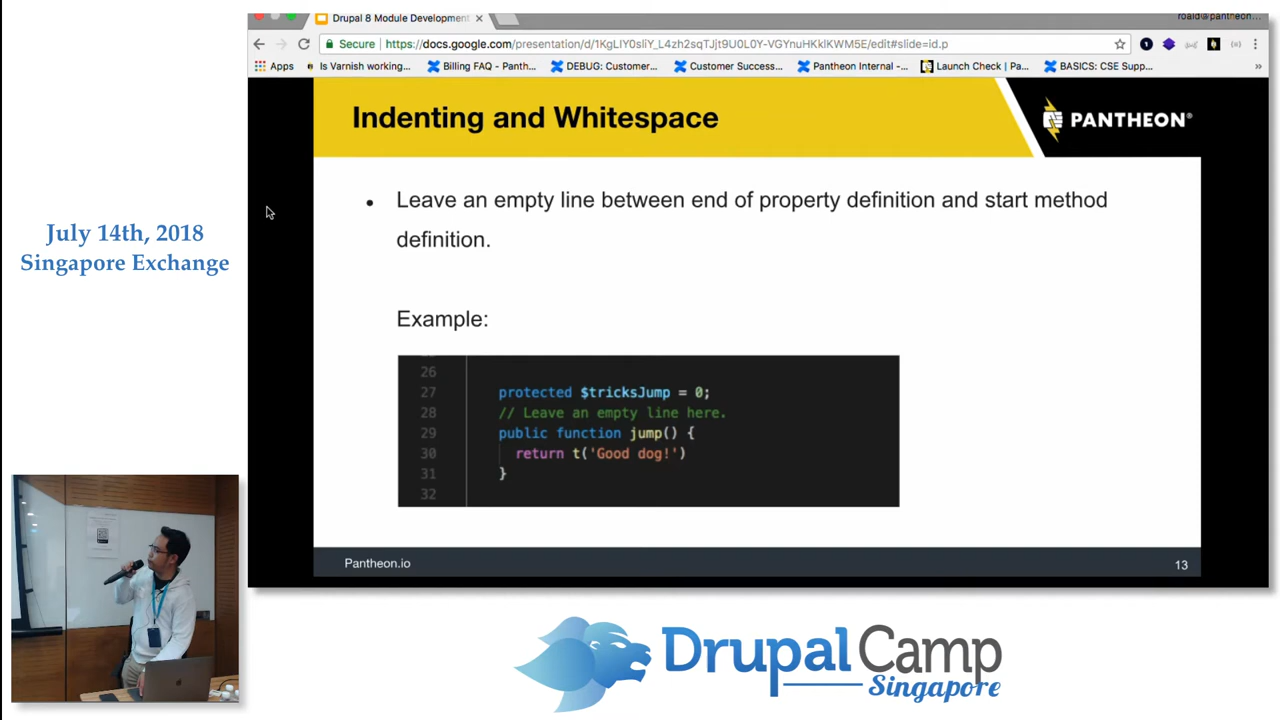 Drupal 8 Module Development
roald@pantheon...
Secure
https://docs.google.com/presentation/d/1KgLIY0sliY_L4zh2sqTJjt9U0L0Y-VGYnuHKklKWM5E/edit#slide=id.p
Apps
Is Varnish working...
Billing FAQ - Panth...
DEBUG: Customer...
Customer Success...
Pantheon Internal -...
Launch Check | Pa...
BASICS: CSE Supp...
»
Indenting and Whitespace
PANTHEON®
• Leave an empty line between end of property definition and start method
definition.
Example:
26
27 protected $tricksJump = 0;
28 // Leave an empty line here.
29 public function jump() {
30 return t('Good dog!')
31 }
32
Pantheon.io
13
July 14th, 2018
Singapore Exchange
Drupal Camp
Singapore